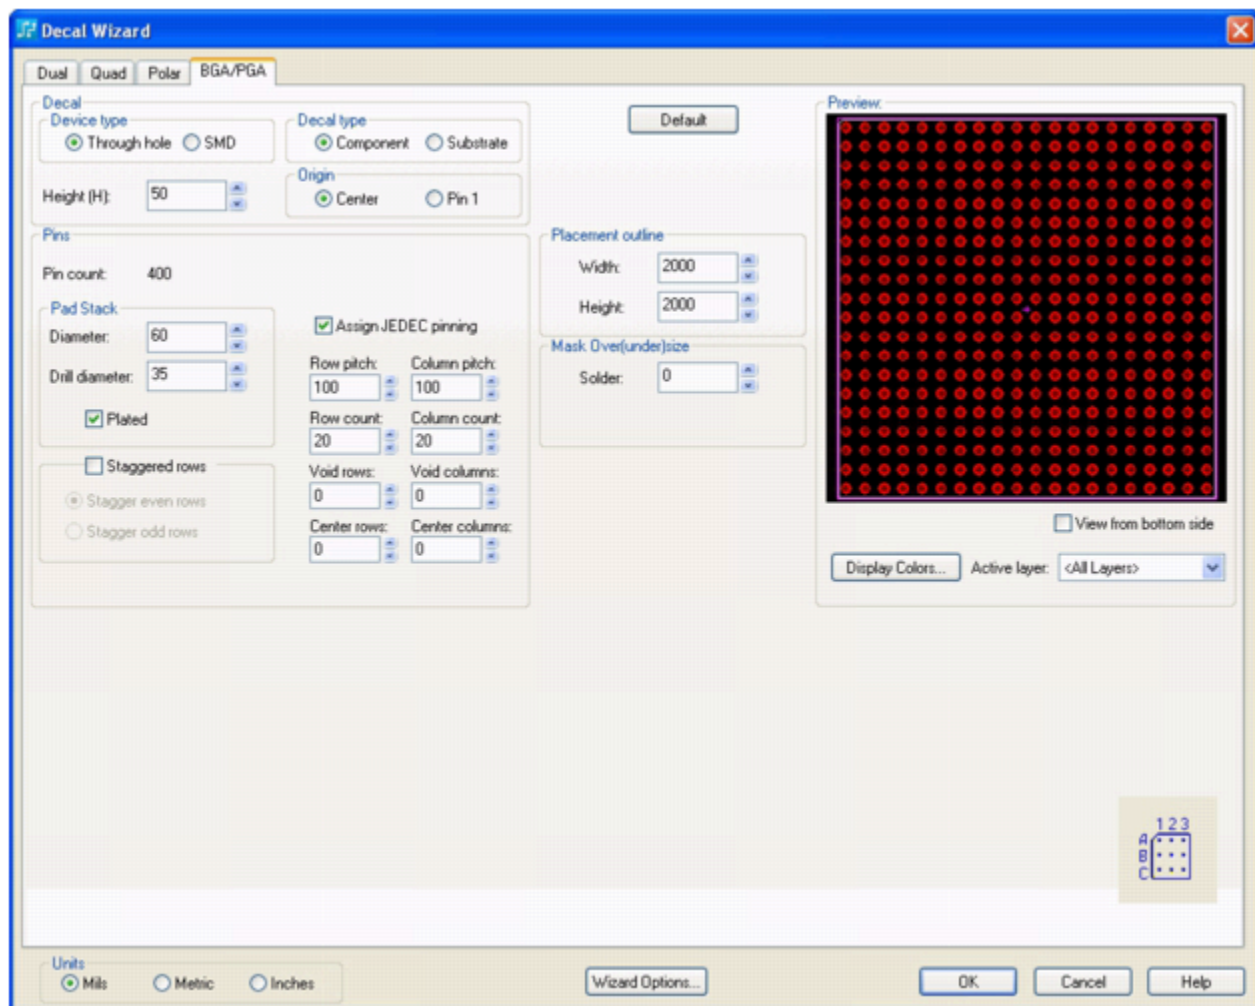 Decal Wizard
Dual Quad Polar BGA/PGA
Decal
Device type
Through hole SMD
Decal type
Component Substrate
Default
Preview:
Height (H): 50
Origin
Center Pin 1
Pins
Pin count: 400
Placement outline
Width: 2000
Height: 2000
Pad Stack
Diameter: 60
Drill diameter: 35
Plated
Assign JEDEC pinning
Row pitch: Column pitch:
100 100
Row count: Column count:
20 20
Void rows: Void columns:
0 0
Center rows: Center columns:
0 0
Mask Over(under)size
Solder: 0
Staggered rows
Stagger even rows
Stagger odd rows
View from bottom side
Display Colors... Active layer: <All Layers>
1 2 3
A
B
C
Units
Mils Metric Inches
Wizard Options...
OK Cancel Help